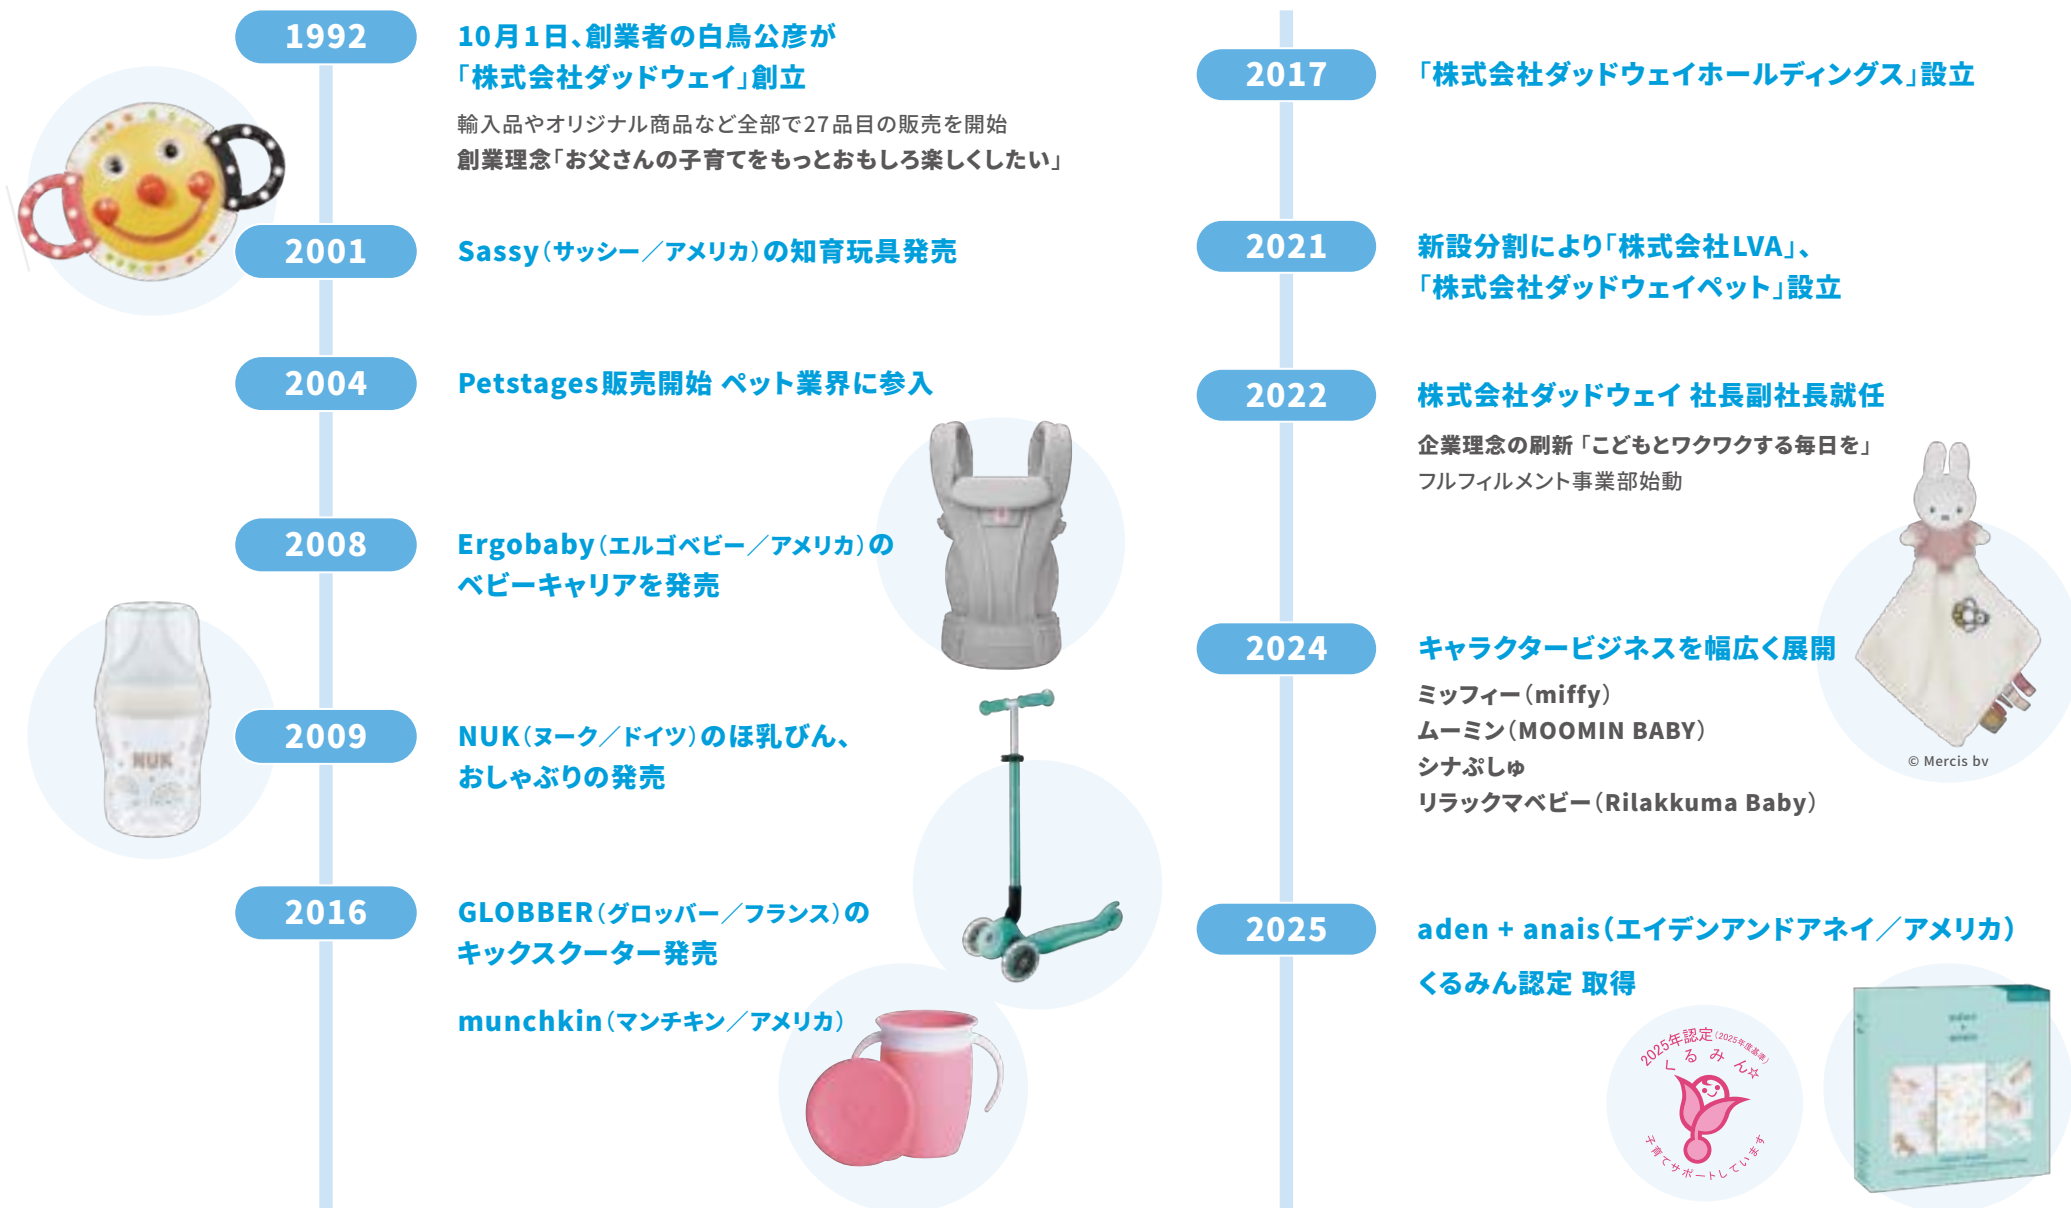 1992
10月1日、創業者の白鳥公彦が
「株式会社ダッドウェイ」創立
輸入品やオリジナル商品など全部で27品目の販売を開始
創業理念「お父さんの子育てをもっとおもしろ楽しくしたい」
2001
Sassy（サッシー／アメリカ）の知育玩具発売
2004
Petstages販売開始 ペット業界に参入
2008
Ergobaby（エルゴベビー／アメリカ）の
ベビーキャリアを発売
2009
NUK（ヌーク／ドイツ）のほ乳びん、
おしゃぶりの発売
NUK
2016
GLOBBER（グロッバー／フランス）の
キックスクーター発売
munchkin（マンチキン／アメリカ）
2017
「株式会社ダッドウェイホールディングス」設立
2021
新設分割により「株式会社LVA」、
「株式会社ダッドウェイペット」設立
2022
株式会社ダッドウェイ 社長副社長就任
企業理念の刷新「こどもとワクワクする毎日を」
フルフィルメント事業部始動
2024
キャラクタービジネスを幅広く展開
ミッフィー（miffy）
ムーミン（MOOMIN BABY）
シナぷしゅ
リラックマベビー（Rilakkuma Baby）
© Mercis bv
2025
aden + anais（エイデンアンドアネイ／アメリカ）
くるみん認定 取得
2025年認定（2025年度基準）
くるみん☆
子育てサポートしています
aden
+
anais